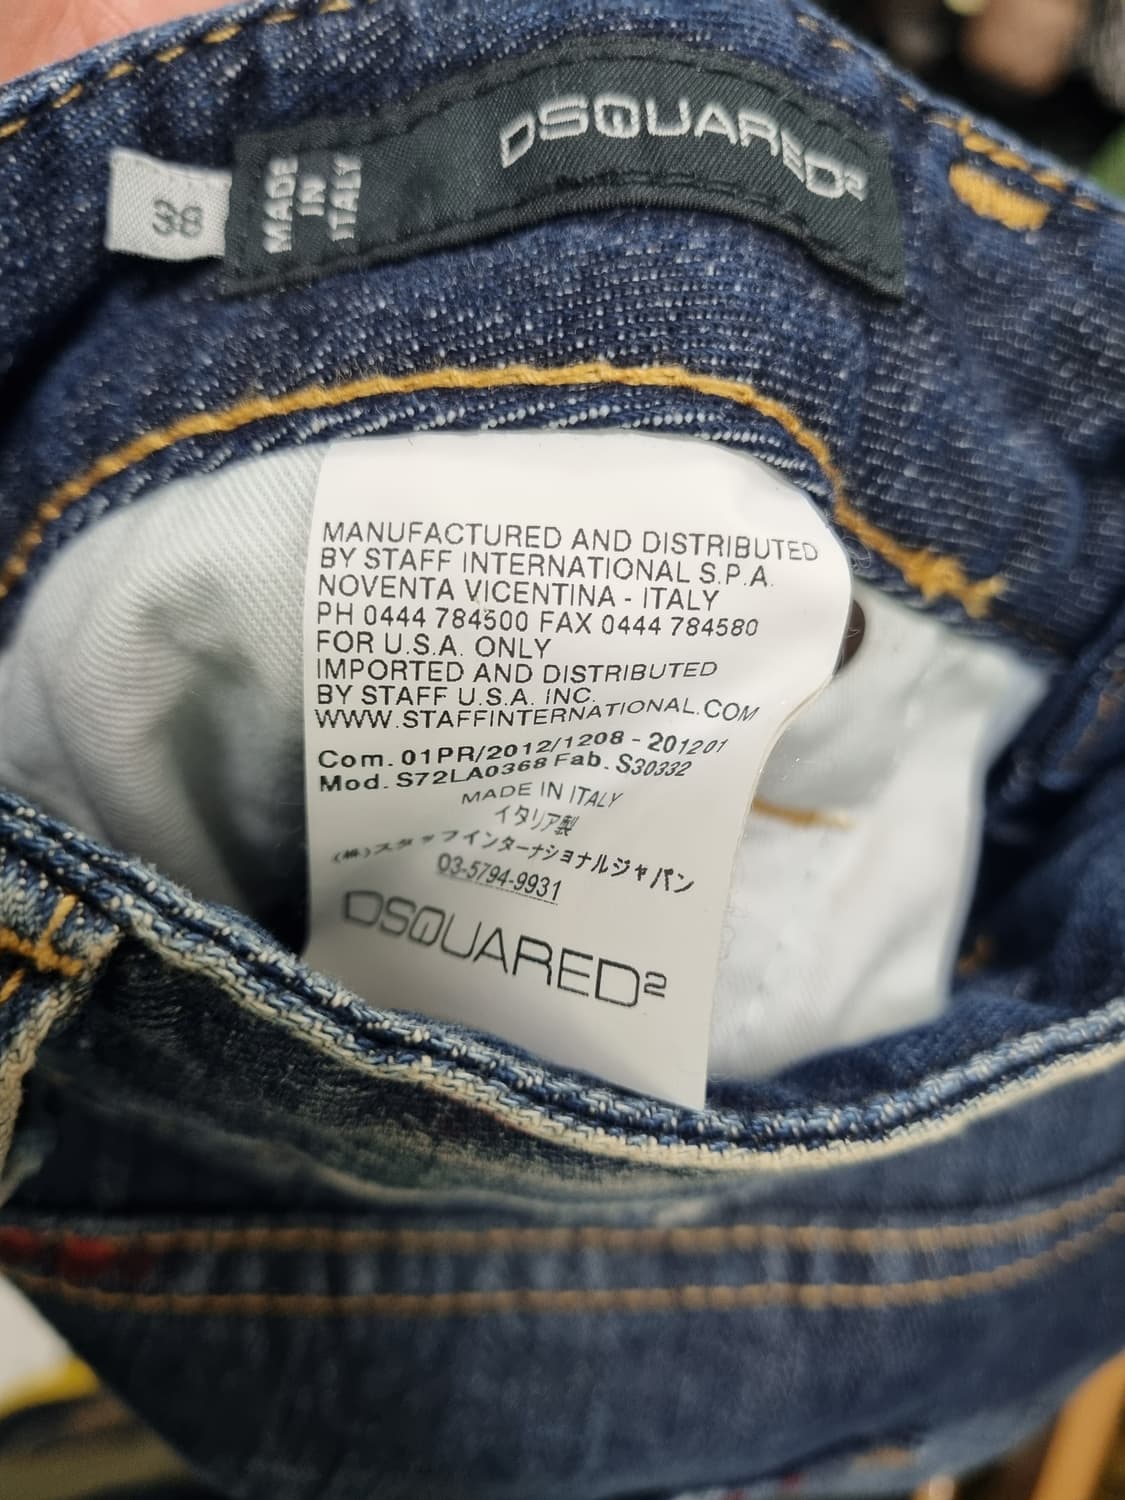 DSQUARED2
MADE
IN
ITALY
38
MANUFACTURED AND DISTRIBUTED
BY STAFF INTERNATIONAL S.P.A.
NOVENTA VICENTINA - ITALY
PH 0444 784500 FAX 0444 784580
FOR U.S.A. ONLY
IMPORTED AND DISTRIBUTED
BY STAFF U.S.A. INC.
WWW.STAFFINTERNATIONAL.COM
Com. 01PR/2012/1208 - 201201
Mod. S72LA0368 Fab. S30332
MADE IN ITALY
イタリア製
(株)スタッフインターナショナルジャパン
03-5794-9931
DSQUARED2